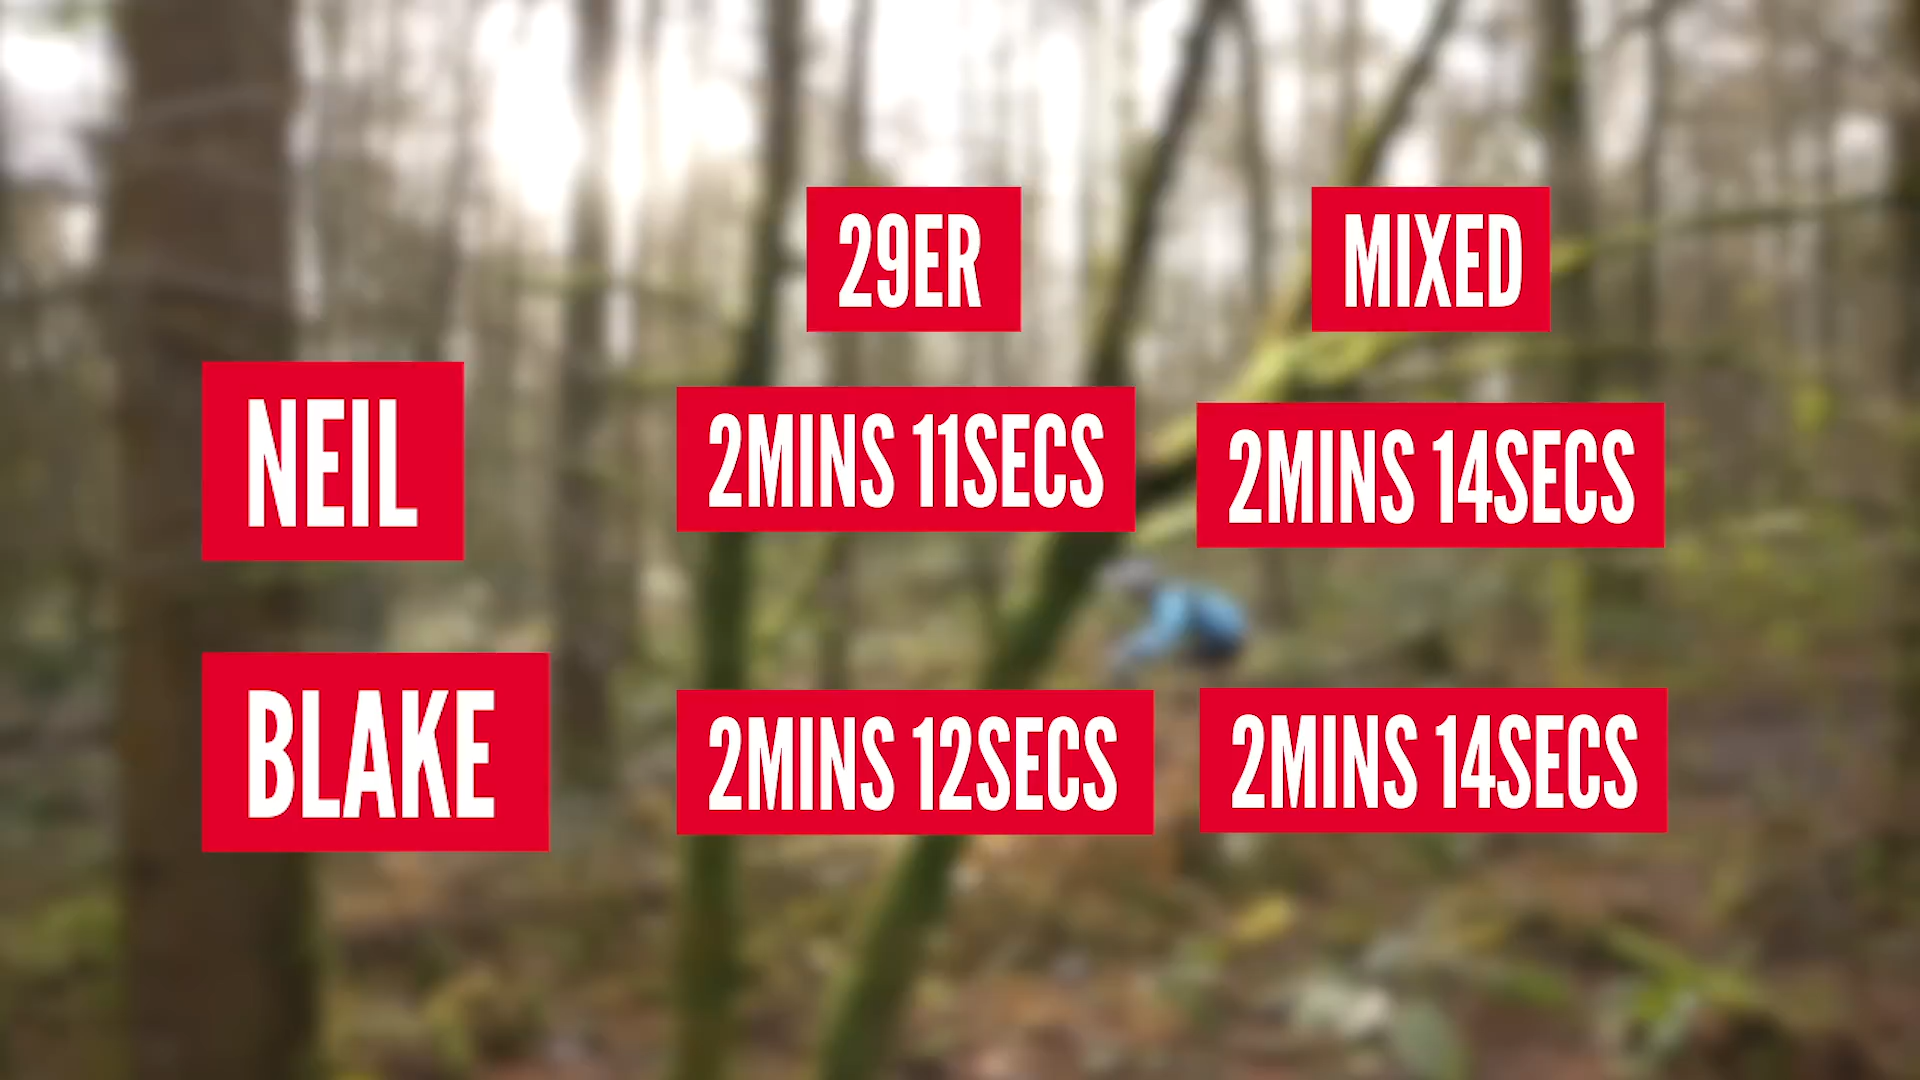 29ER MIXED
NEIL 2MINS 11SECS 2MINS 14SECS
BLAKE 2MINS 12SECS 2MINS 14SECS